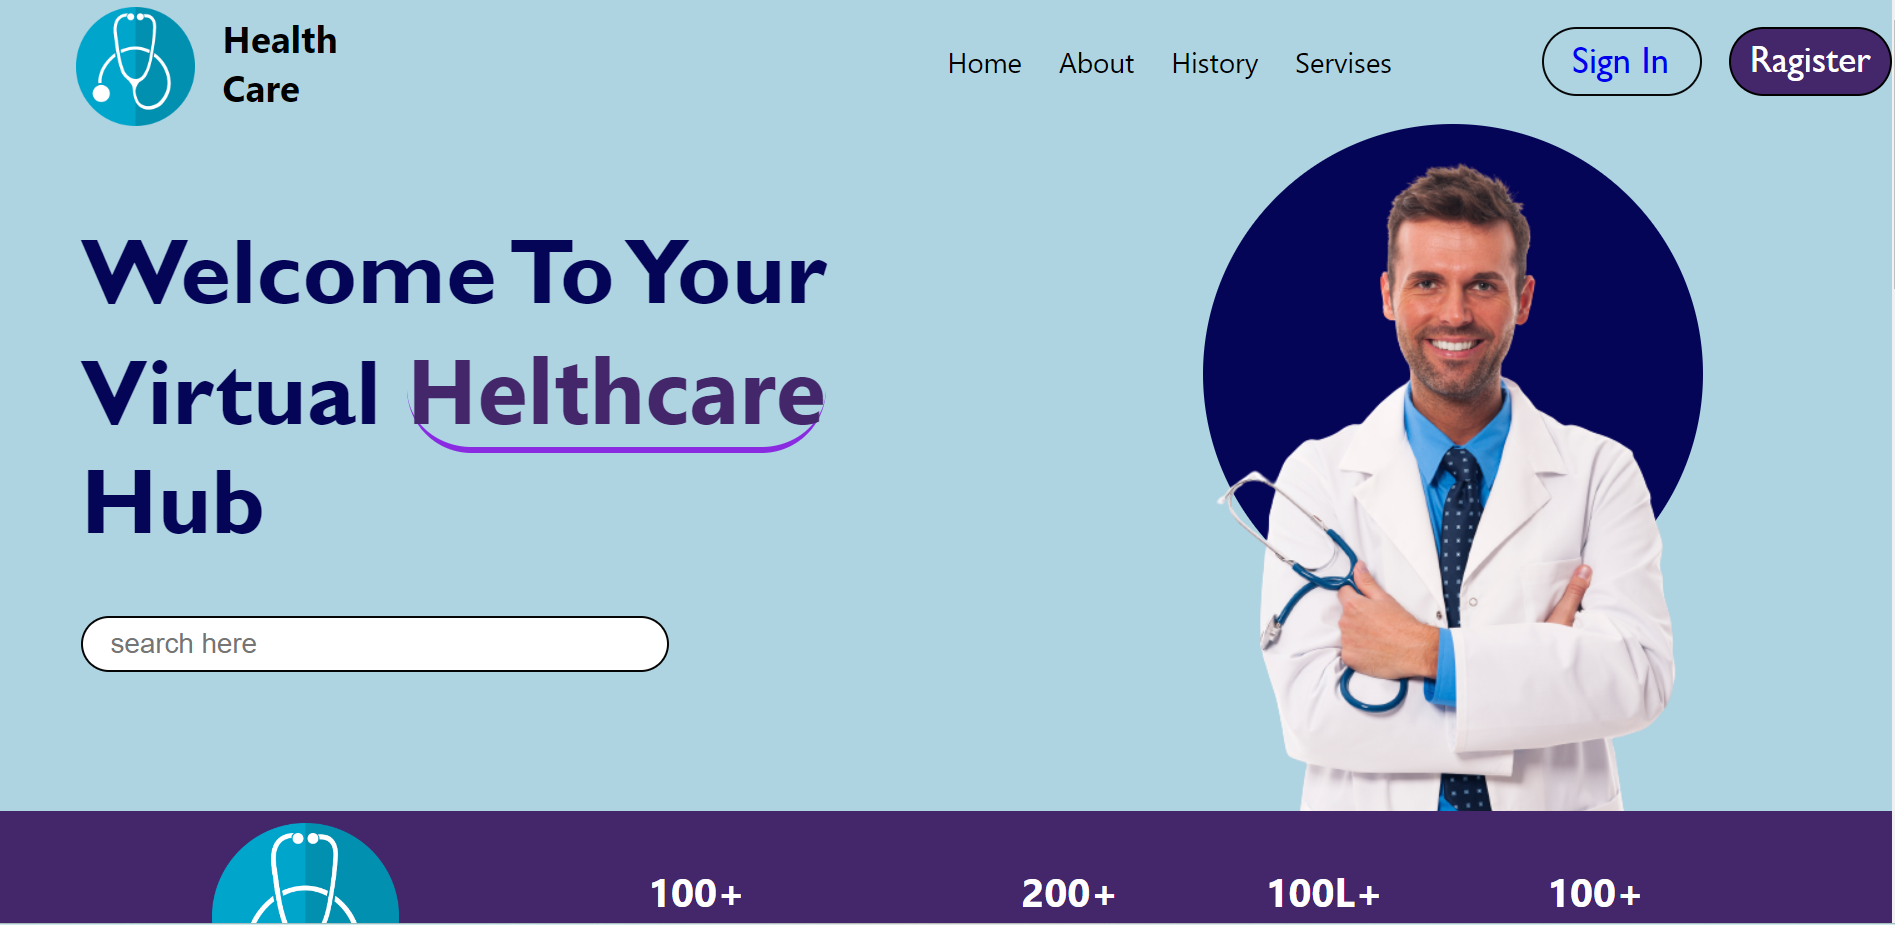 Health
Care
Home About History Servises
Sign In
Ragister
Welcome To Your
Virtual Helthcare
Hub
search here
100+ 200+ 100L+ 100+